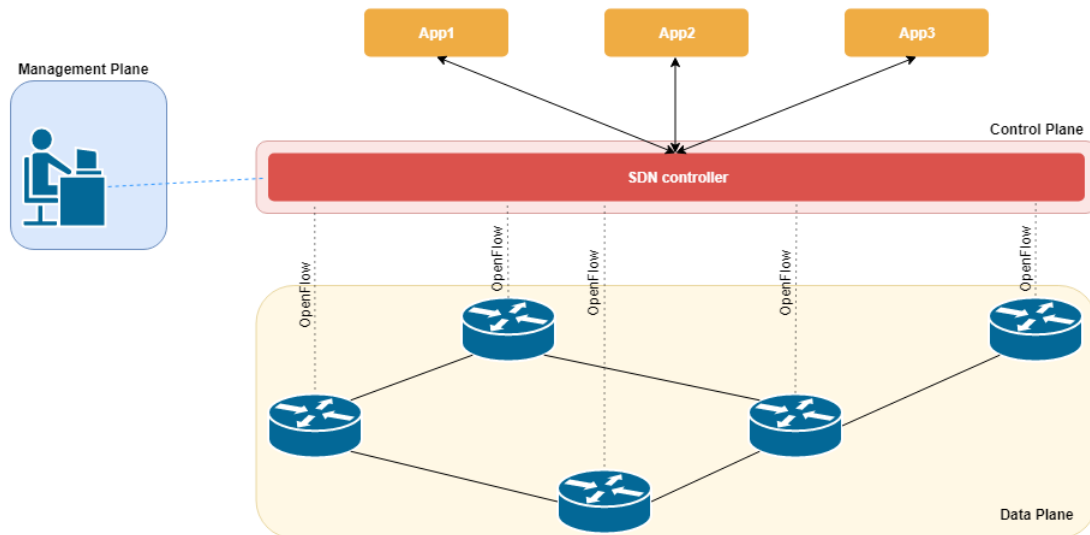 App1
App2
App3
Management Plane
Control Plane
SDN controller
OpenFlow
OpenFlow
OpenFlow
OpenFlow
OpenFlow
Data Plane